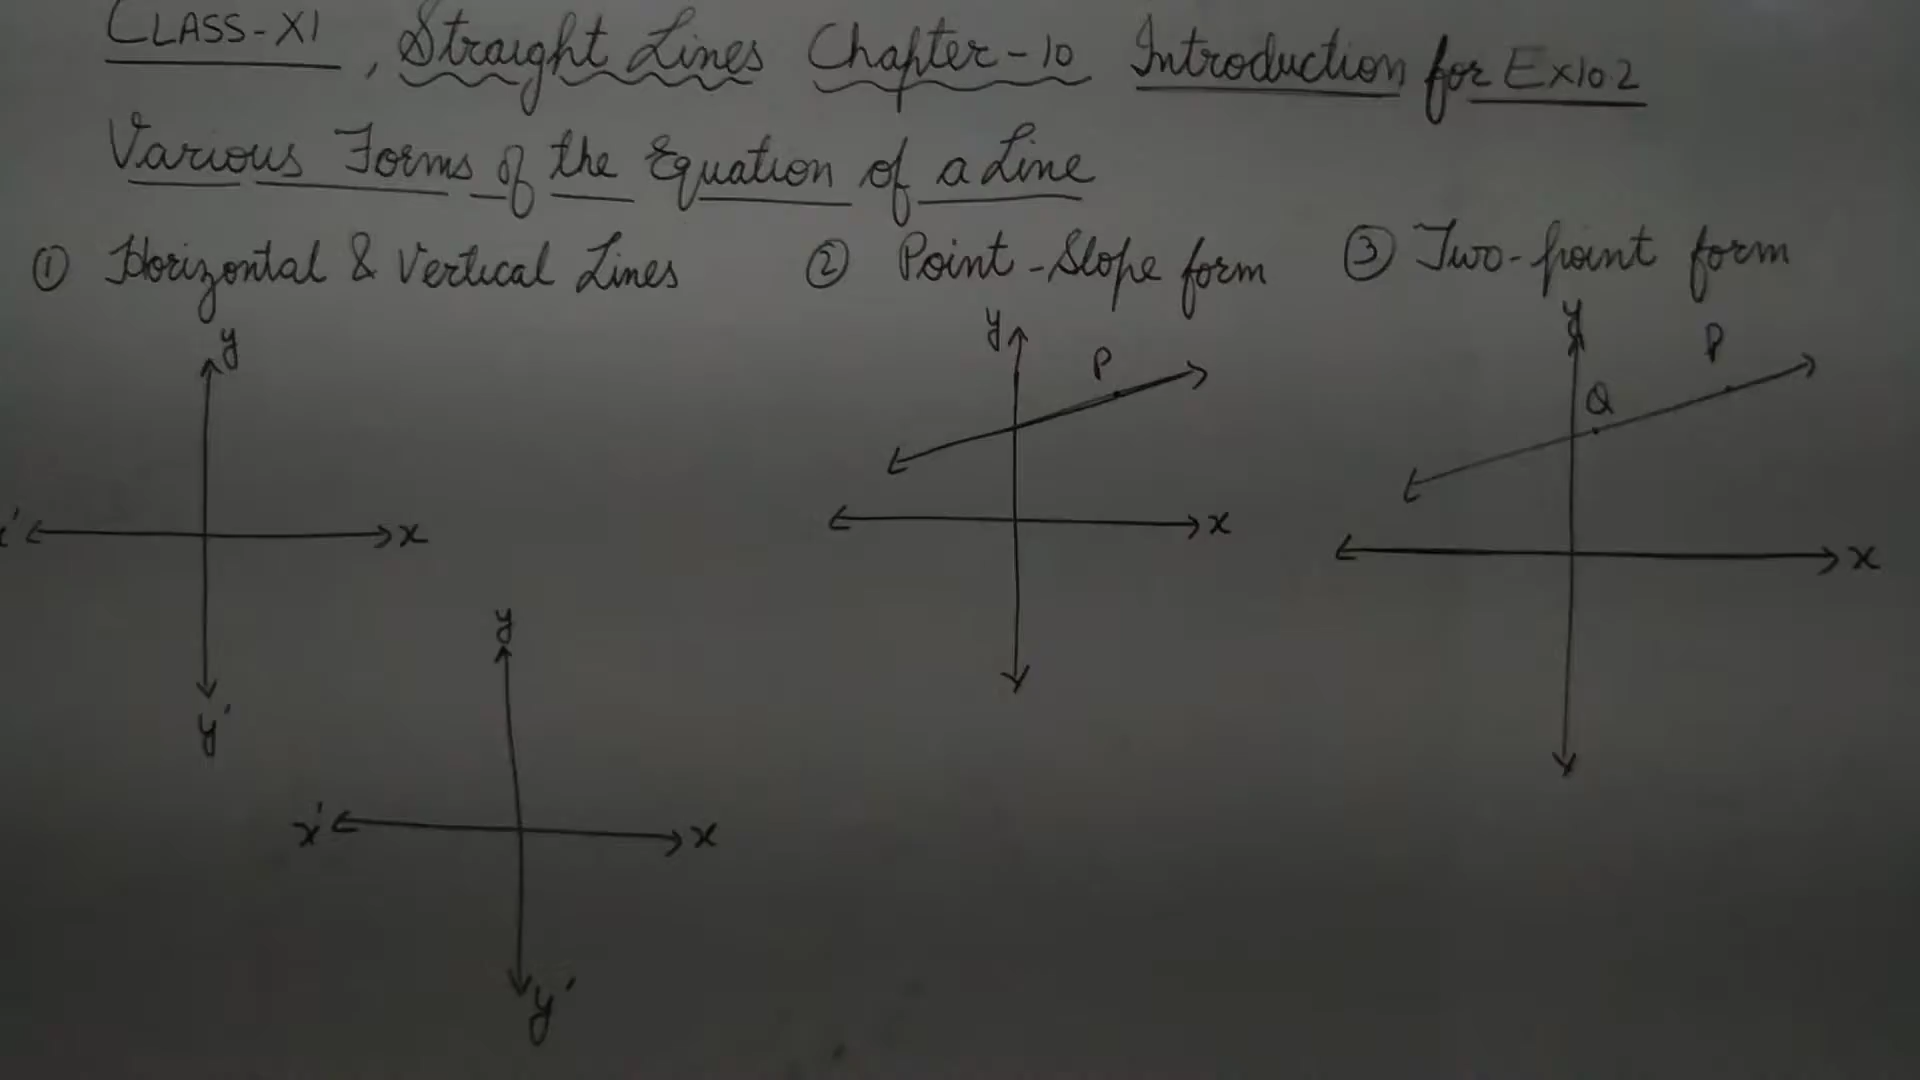 CLASS-XI, Straight Lines Chapter-10 Introduction for Ex10.2
Various Forms of the Equation of a Line
① Horizontal & Vertical Lines
② Point-Slope form
③ Two-point form
y
x' x
y'
y
x' x
y'
y
P
x
y
P
Q
x